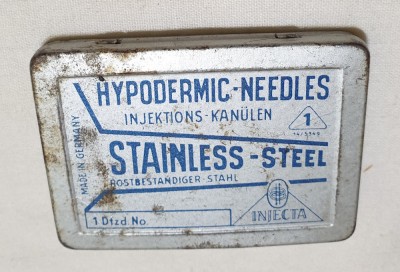 HYPODERMIC-NEEDLES
INJEKTIONS-KANÜLEN
1
MADE IN GERMANY
STAINLESS-STEEL
ROSTBESTÄNDIGER-STAHL
1 Dtzd. No.
INJECTA